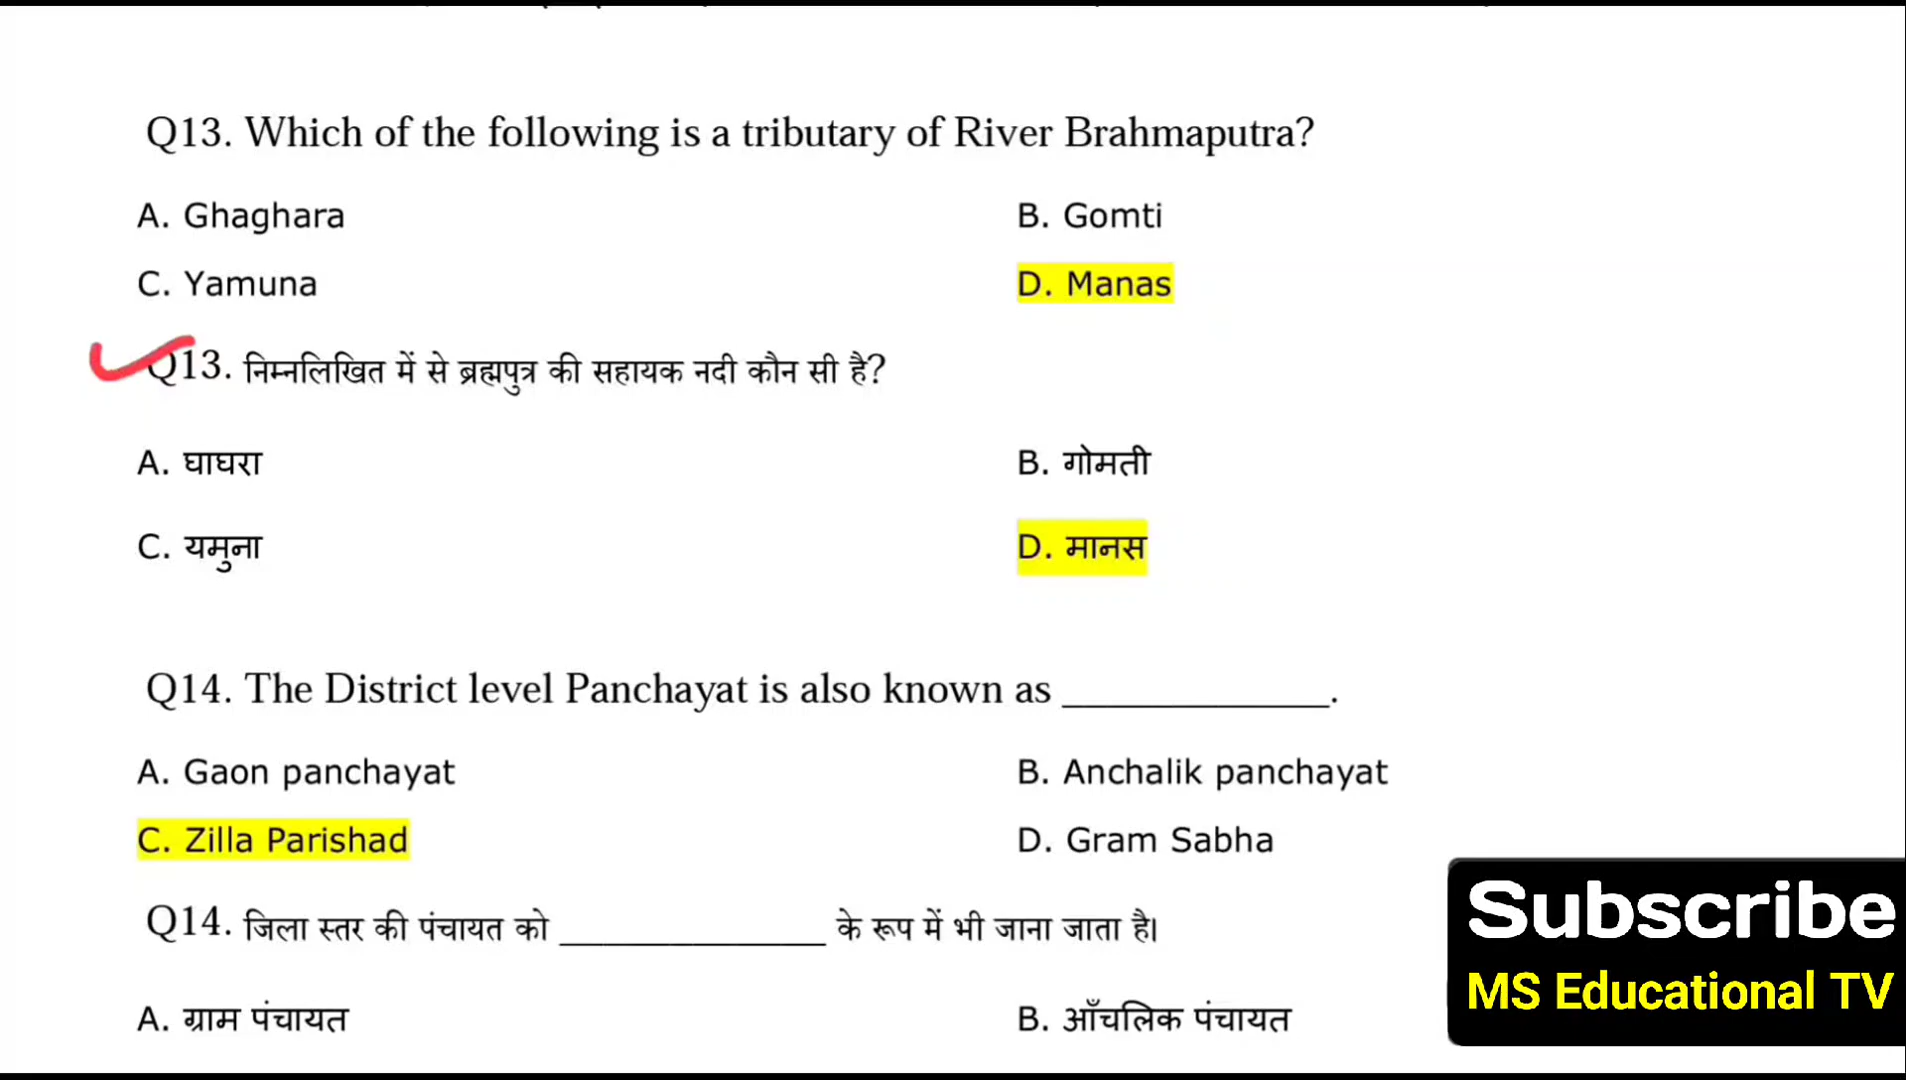 Q13. Which of the following is a tributary of River Brahmaputra?
A. Ghaghara B. Gomti
C. Yamuna D. Manas
Q13. निम्नलिखित में से ब्रह्मपुत्र की सहायक नदी कौन सी है?
A. घाघरा B. गोमती
C. यमुना D. मानस
Q14. The District level Panchayat is also known as ____________.
A. Gaon panchayat B. Anchalik panchayat
C. Zilla Parishad D. Gram Sabha
Q14. जिला स्तर की पंचायत को ____________ के रूप में भी जाना जाता है।
A. ग्राम पंचायत B. आँचलिक पंचायत
Subscribe
MS Educational TV